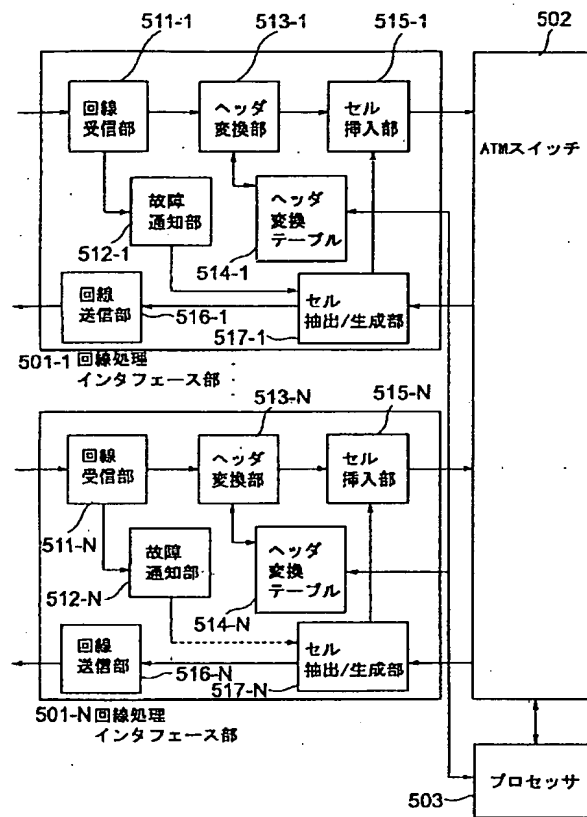 511-1
513-1
515-1
502
回線
受信部
ヘッダ
変換部
セル
挿入部
ATMスイッチ
故障
通知部
ヘッダ
変換
テーブル
512-1
514-1
回線
送信部
516-1
セル
抽出/生成部
517-1
501-1 回線処理
インタフェース部
513-N
515-N
回線
受信部
ヘッダ
変換部
セル
挿入部
511-N
故障
通知部
ヘッダ
変換
テーブル
512-N
514-N
回線
送信部
516-N
セル
抽出/生成部
517-N
501-N 回線処理
インタフェース部
プロセッサ
503